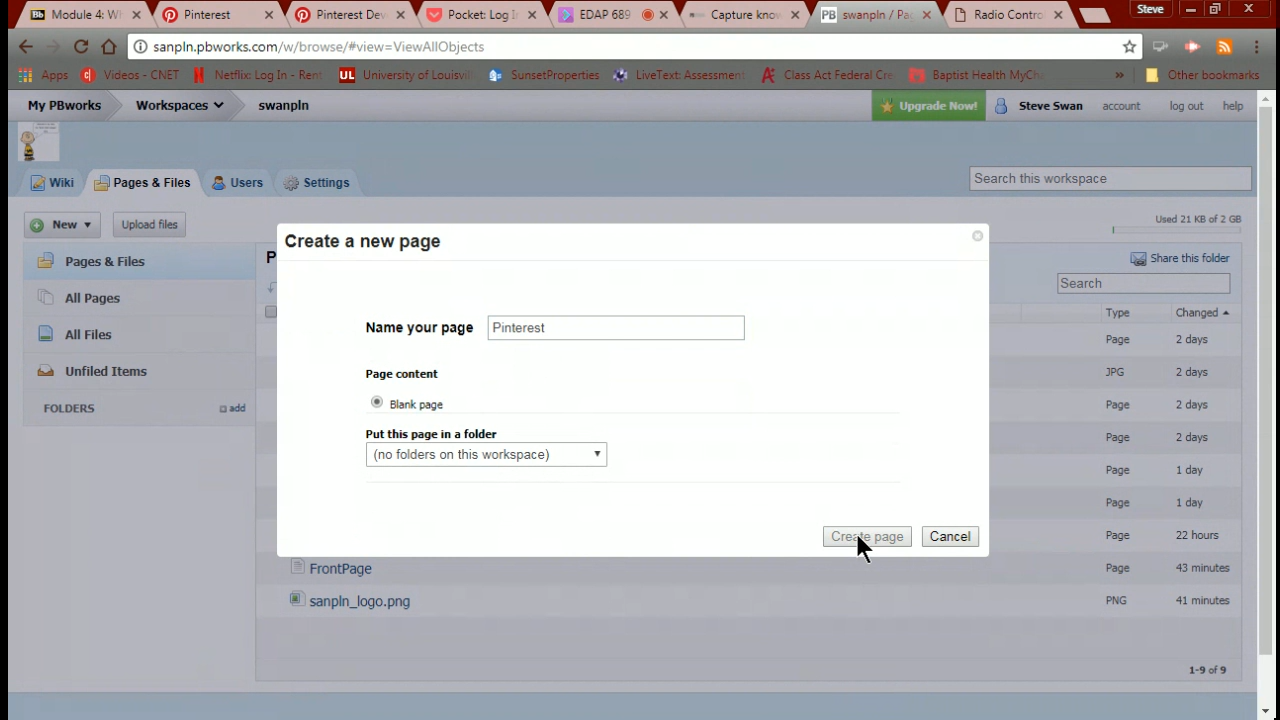 Module 4: Wh
Pinterest
Pinterest Dev
Pocket: Log I
EDAP 689
Capture know
swanpln / Pa
Radio Contro
Steve
sanpln.pbworks.com/w/browse/#view=ViewAllObjects
Apps
Videos - CNET
Netflix: Log In - Rent
University of Louisvil
SunsetProperties
LiveText: Assessment
Class Act Federal Cre
Baptist Health MyCh
»
Other bookmarks
My PBworks
Workspaces
swanpln
Upgrade Now!
Steve Swan
account
log out
help
Wiki
Pages & Files
Users
Settings
Search this workspace
New
Upload files
Used 21 KB of 2 GB
Pages & Files
All Pages
All Files
Unfiled Items
FOLDERS
add
P
Share this folder
Search
Create a new page
Name your page
Pinterest
Page content
Blank page
Put this page in a folder
(no folders on this workspace)
Create page
Cancel
Type
Changed
Page
2 days
JPG
2 days
Page
2 days
Page
2 days
Page
1 day
Page
1 day
Page
22 hours
FrontPage
Page
43 minutes
sanpln_logo.png
PNG
41 minutes
1-9 of 9